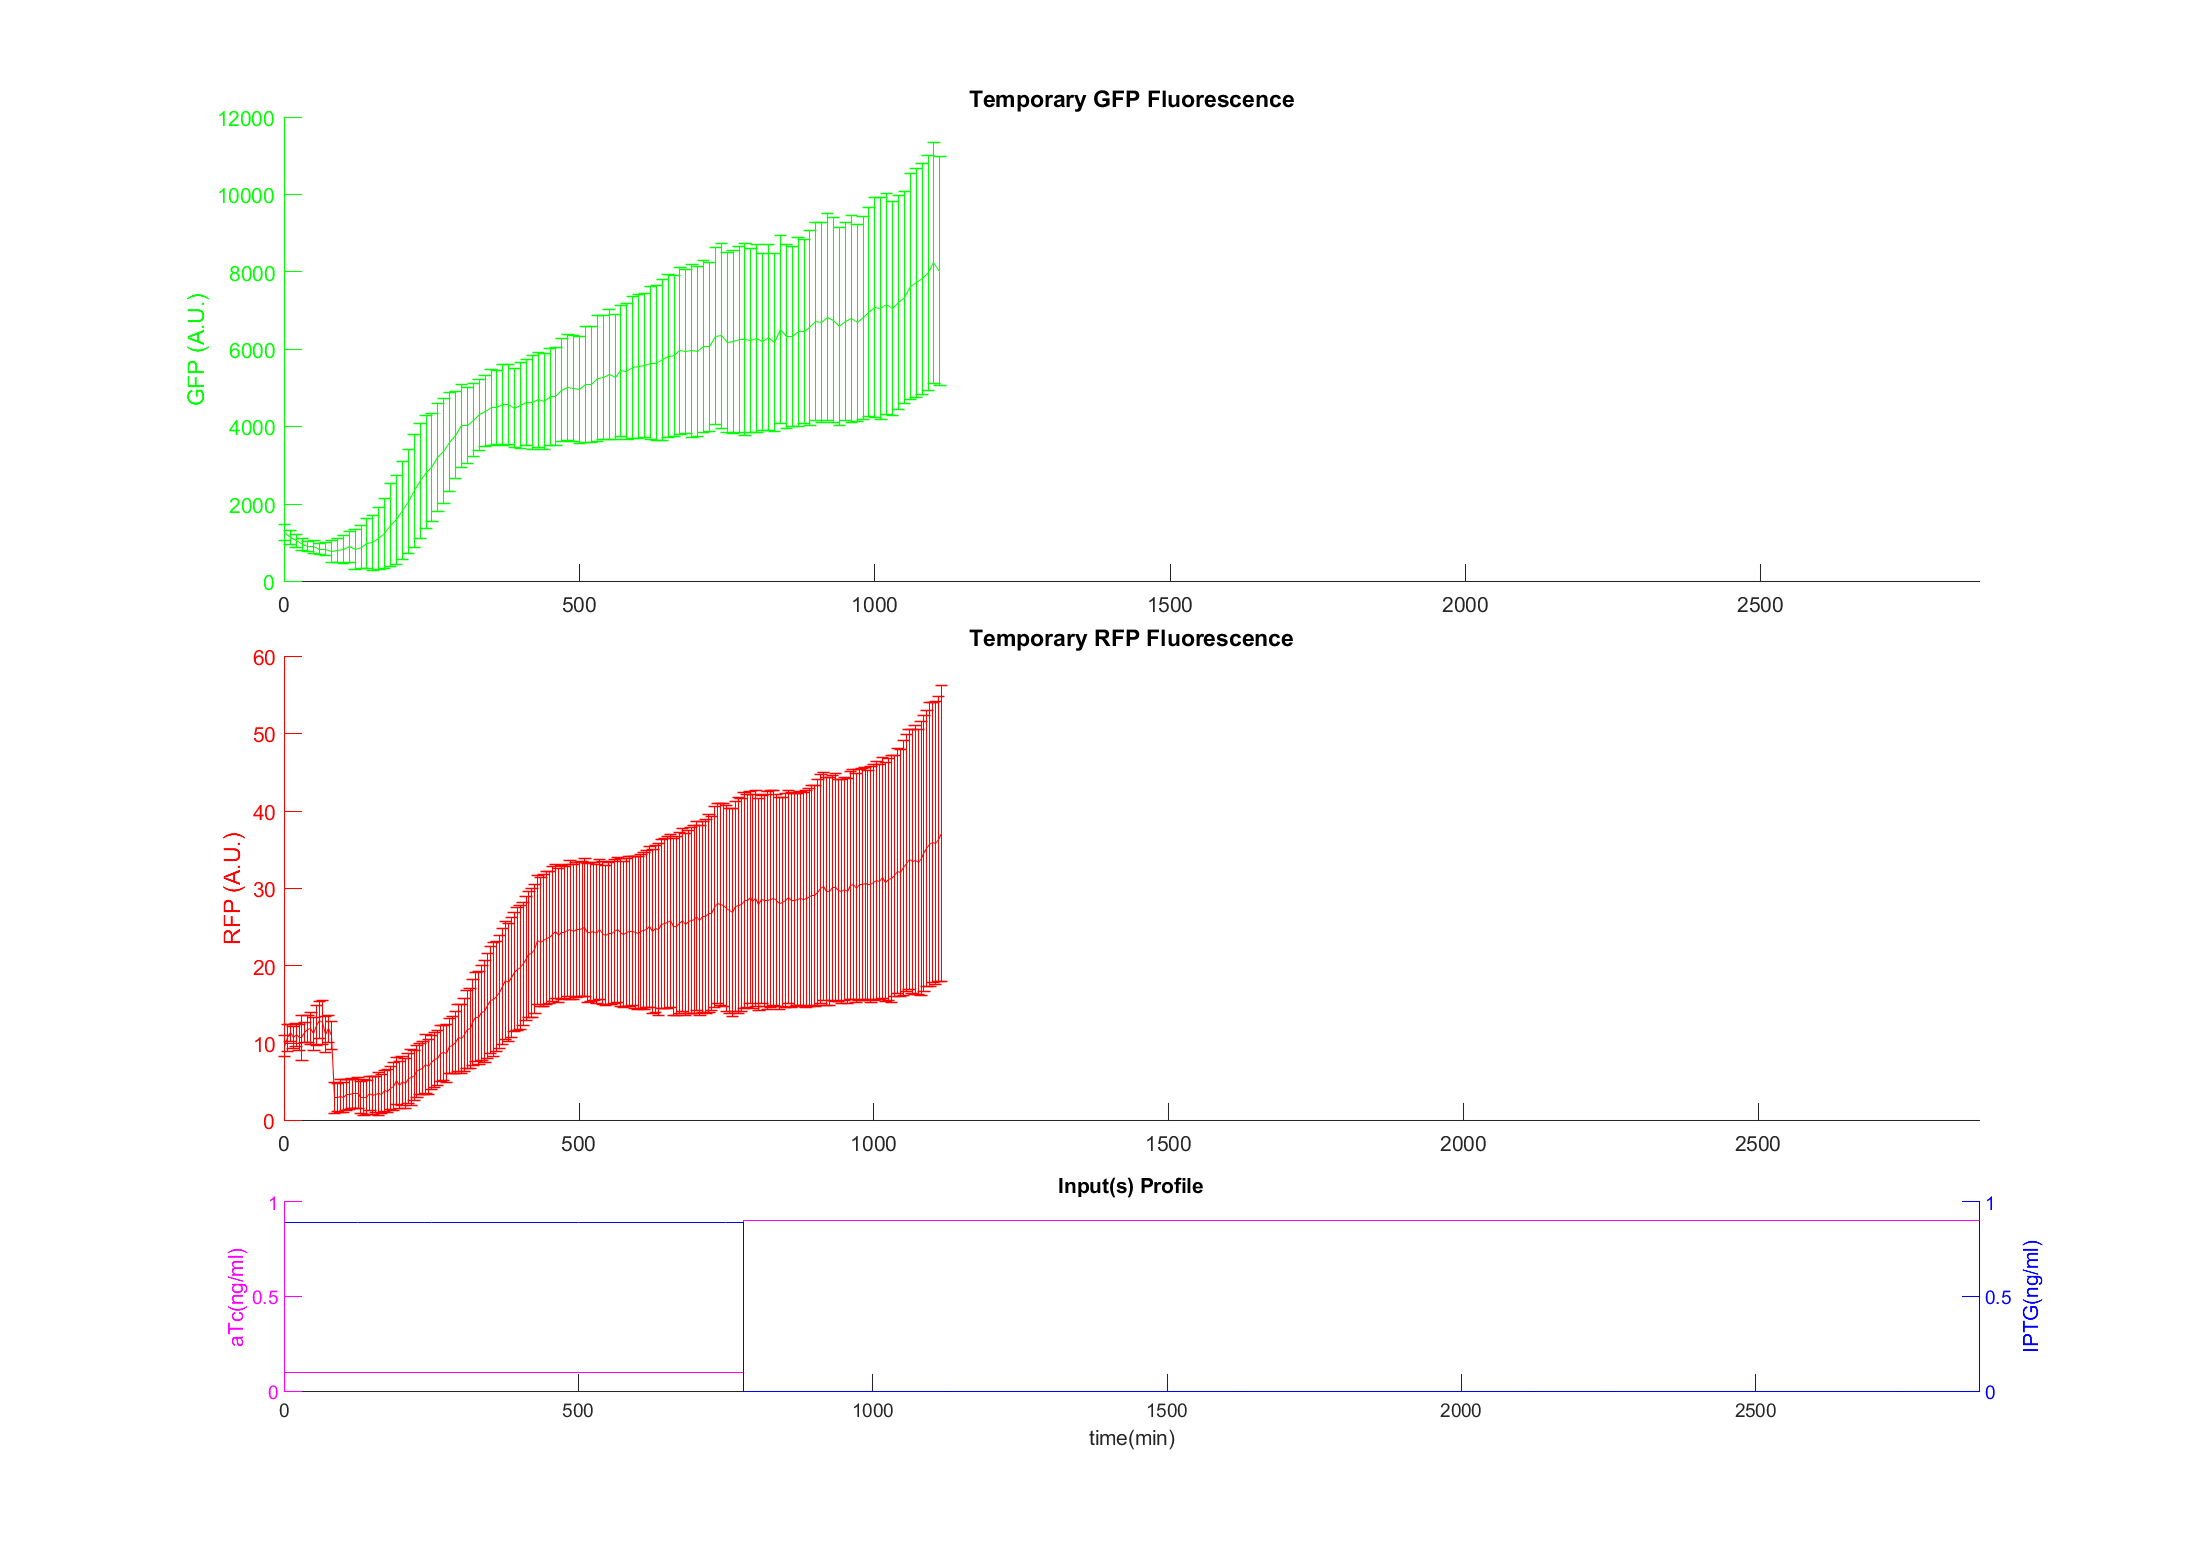 Temporary GFP Fluorescence
12000
10000
8000
6000
4000
2000
0
GFP (A.U.)
0 500 1000 1500 2000 2500
Temporary RFP Fluorescence
60
50
40
30
20
10
0
RFP (A.U.)
0 500 1000 1500 2000 2500
Input(s) Profile
1
0.5
0
aTc(ng/ml)
1
0.5
0
IPTG(ng/ml)
0 500 1000 1500 2000 2500
time(min)